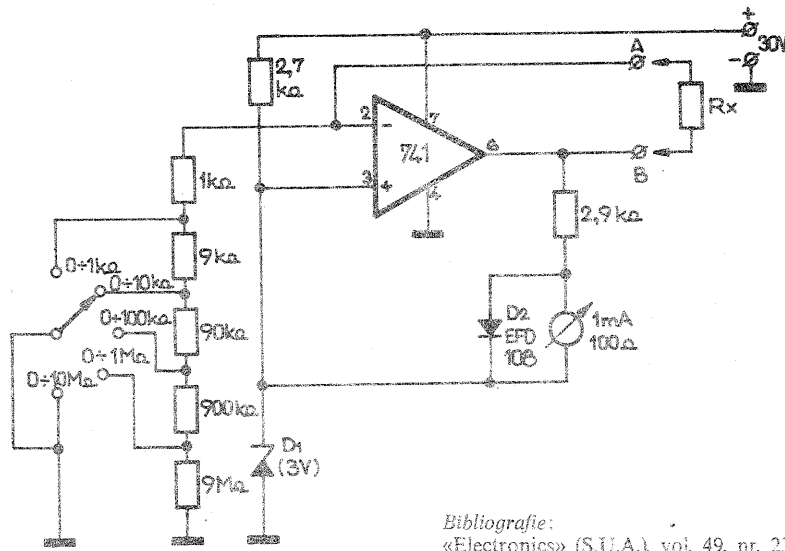 +
30V
-
A
2,7
kΩ
Rx
2
-
7
741
6
3
+
4
B
1kΩ
2,9kΩ
9kΩ
0÷1kΩ
0÷10kΩ
0÷100kΩ
90kΩ
D2
EFD
108
1mA
100Ω
0÷1MΩ
0÷10MΩ
900kΩ
D1
(3V)
9MΩ
Bibliografie:
«Electronics» (S.U.A.), vol. 49, nr.